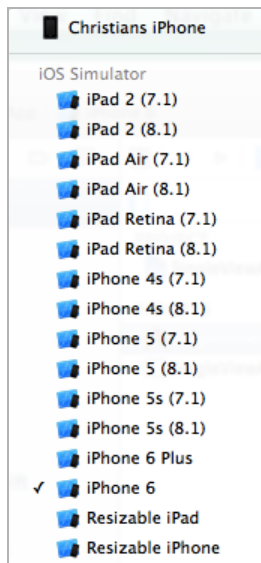 Christians iPhone
iOS Simulator
iPad 2 (7.1)
iPad 2 (8.1)
iPad Air (7.1)
iPad Air (8.1)
iPad Retina (7.1)
iPad Retina (8.1)
iPhone 4s (7.1)
iPhone 4s (8.1)
iPhone 5 (7.1)
iPhone 5 (8.1)
iPhone 5s (7.1)
iPhone 5s (8.1)
iPhone 6 Plus
✓ iPhone 6
Resizable iPad
Resizable iPhone